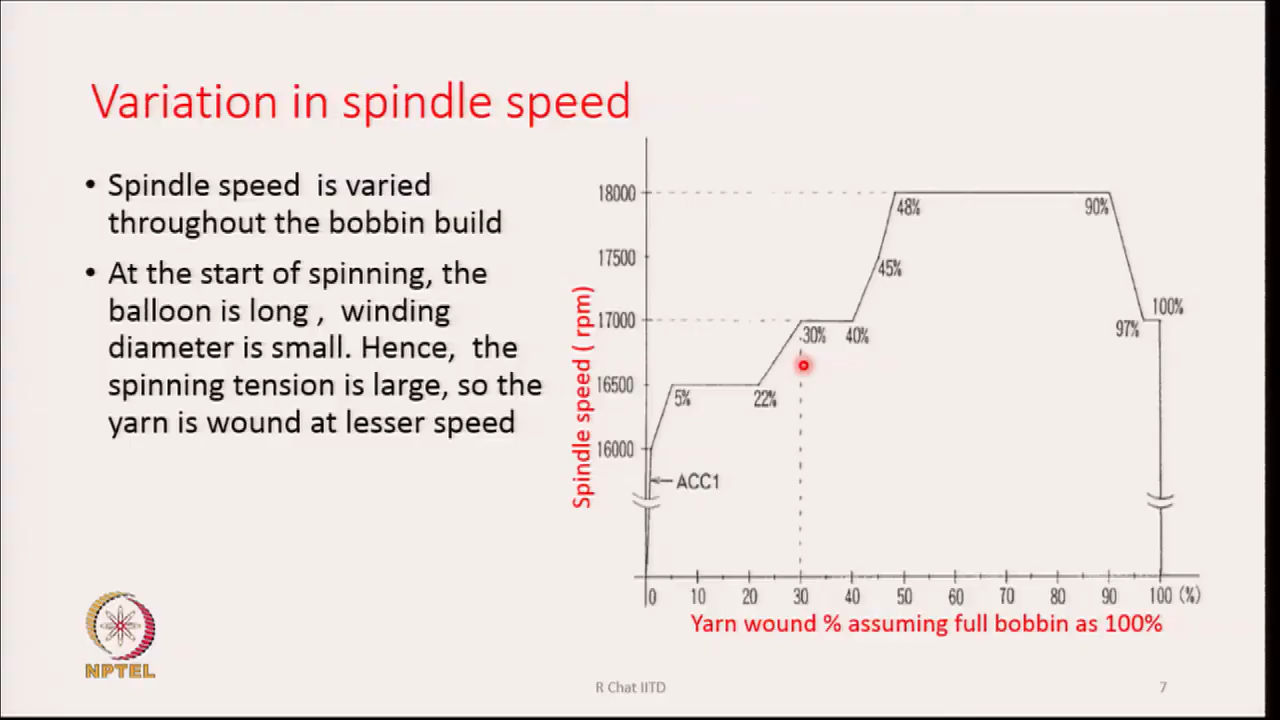 Variation in spindle speed
• Spindle speed is varied
throughout the bobbin build
• At the start of spinning, the
balloon is long , winding
diameter is small. Hence, the
spinning tension is large, so the
yarn is wound at lesser speed
Spindle speed ( rpm)
18000
17500
17000
16500
16000
48%
90%
45%
100%
30%
40%
97%
5%
22%
ACC1
0 10 20 30 40 50 60 70 80 90 100 (%)
Yarn wound % assuming full bobbin as 100%
NPTEL
R Chat IITD
7